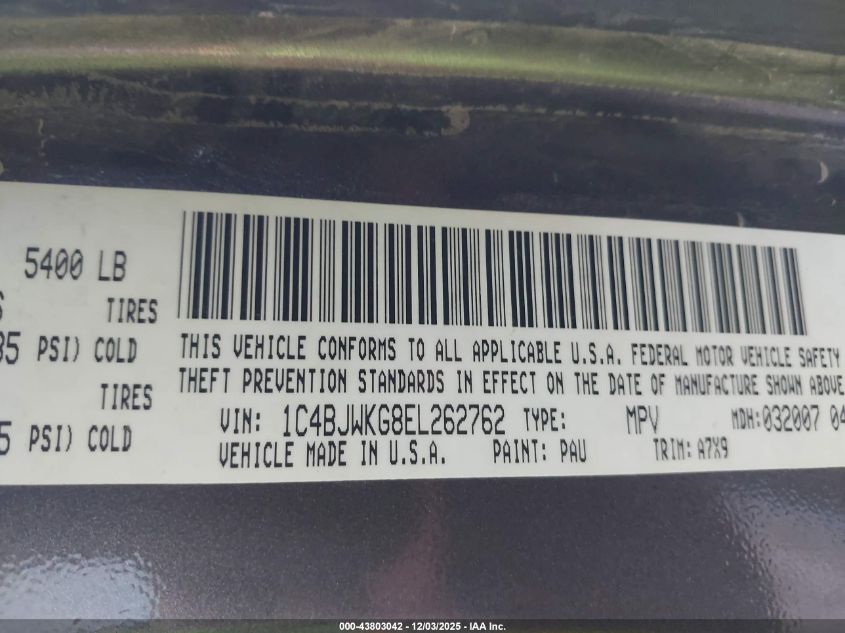 5400 LB
TIRES
PSI) COLD
TIRES
PSI) COLD
THIS VEHICLE CONFORMS TO ALL APPLICABLE U.S.A. FEDERAL MOTOR VEHICLE SAFETY
THEFT PREVENTION STANDARDS IN EFFECT ON THE DATE OF MANUFACTURE SHOWN ABOVE
VIN: 1C4BJWKG8EL262762 TYPE: MPV MDH:032007 04
VEHICLE MADE IN U.S.A. PAINT: PAU TRIM: A7X9
000-43803042 - 12/03/2025 - IAA Inc.